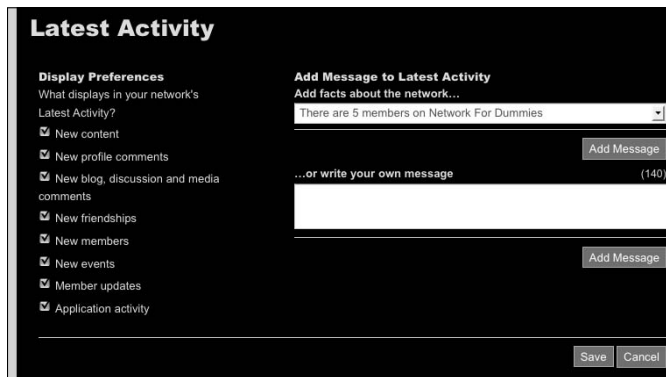 Latest Activity
Display Preferences
What displays in your network's
Latest Activity?
New content
New profile comments
New blog, discussion and media
comments
New friendships
New members
New events
Member updates
Application activity
Add Message to Latest Activity
Add facts about the network...
There are 5 members on Network For Dummies
Add Message
...or write your own message (140)
Add Message
Save Cancel